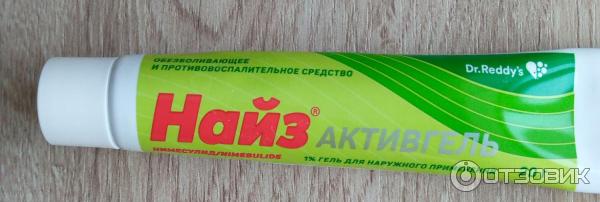 ОБЕЗБОЛИВАЮЩЕЕ
И ПРОТИВОВОСПАЛИТЕЛЬНОЕ СРЕДСТВО
Dr.Reddy's
Найз® АКТИВГЕЛЬ
НИМЕСУЛИД/NIMESULIDE
1% ГЕЛЬ ДЛЯ НАРУЖНОГО
ОТЗОВИК